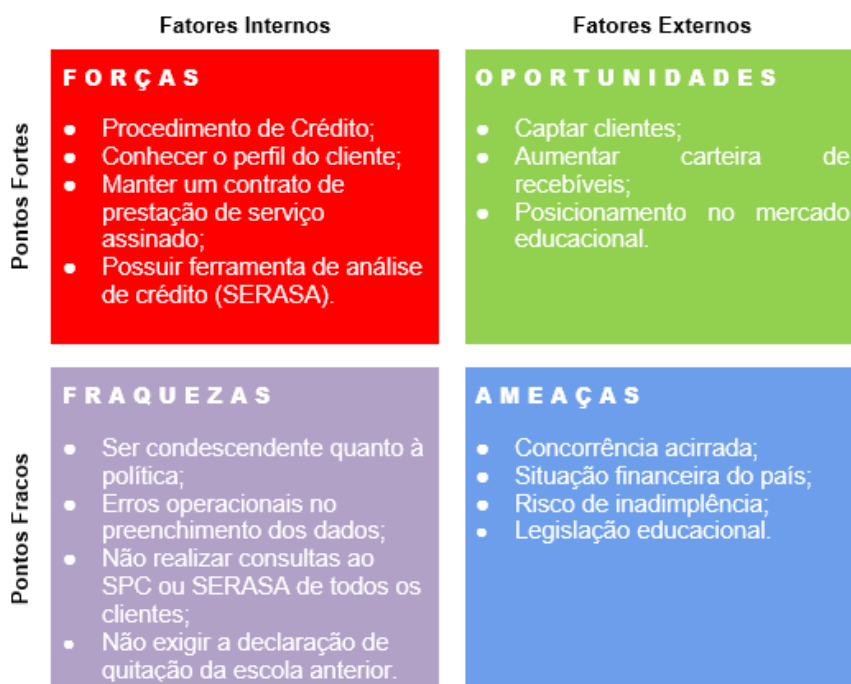 Fatores Internos
Fatores Externos
Pontos Fortes
FORÇAS
● Procedimento de Crédito;
● Conhecer o perfil do cliente;
● Manter um contrato de
prestação de serviço
assinado;
● Possuir ferramenta de análise
de crédito (SERASA).
OPORTUNIDADES
● Captar clientes;
● Aumentar carteira de
recebíveis;
● Posicionamento no mercado
educacional.
Pontos Fracos
FRAQUEZAS
● Ser condescendente quanto à
política;
● Erros operacionais no
preenchimento dos dados;
● Não realizar consultas ao
SPC ou SERASA de todos os
clientes;
● Não exigir a declaração de
quitação da escola anterior.
AMEAÇAS
● Concorrência acirrada;
● Situação financeira do país;
● Risco de inadimplência;
● Legislação educacional.